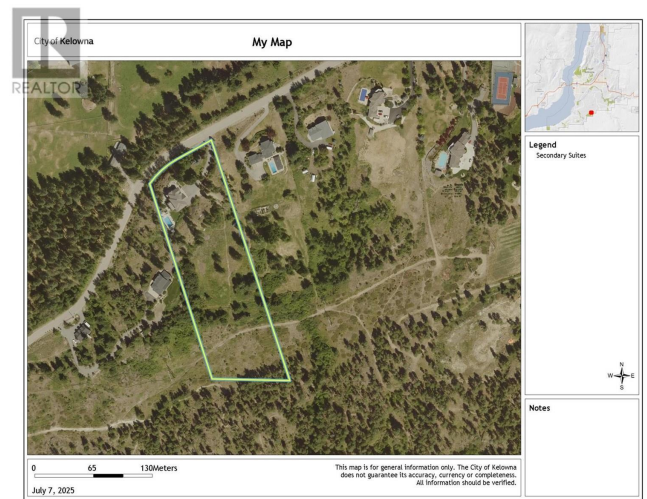 City of Kelowna
My Map
REALTOR
Legend
Secondary Suites
N
W E
S
Notes
0 65 130Meters
July 7, 2025
This map is for general information only. The City of Kelowna
does not guarantee its accuracy, currency or completeness.
All information should be verified.